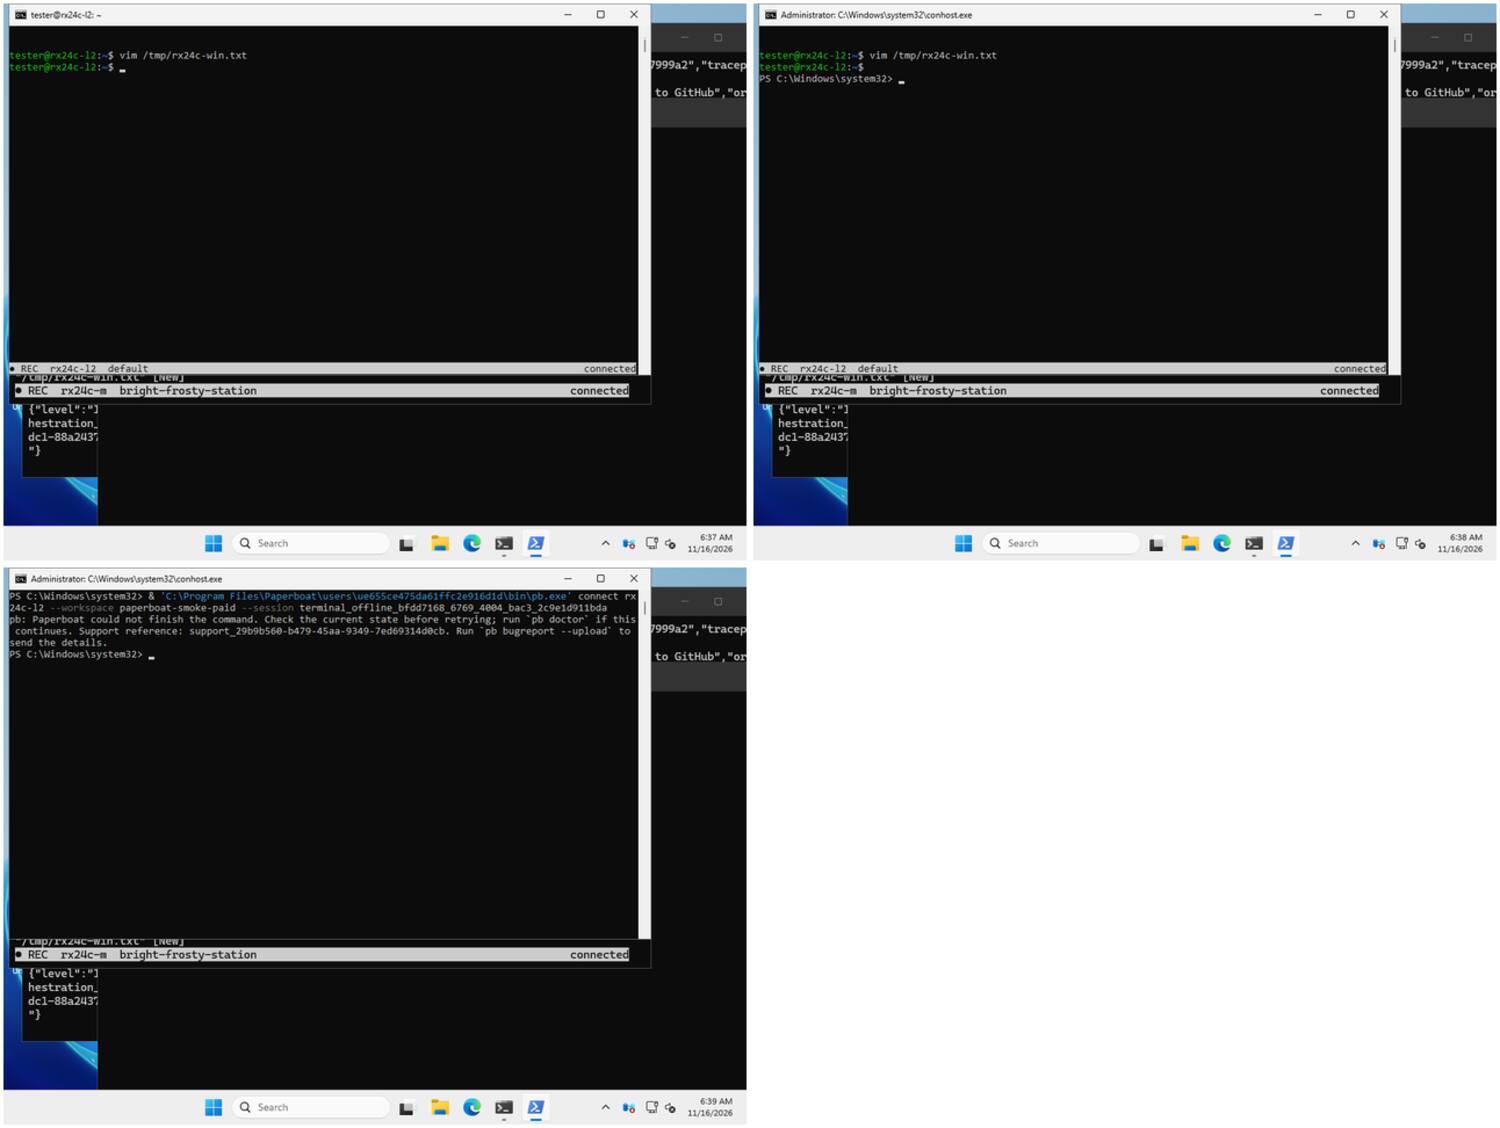 tester@rx24c-l2: ~
tester@rx24c-l2:~$ vim /tmp/rx24c-win.txt
tester@rx24c-l2:~$
7999a2","tracep
to GitHub","or
● REC rx24c-l2 default connected
"/tmp/rx24c-win.txt" [New]
● REC rx24c-m bright-frosty-station connected
{"level":"I
hestration_
dc1-88a2437
"}
Search
6:37 AM
11/16/2026
Administrator: C:\Windows\system32\conhost.exe
tester@rx24c-l2:~$ vim /tmp/rx24c-win.txt
tester@rx24c-l2:~$
PS C:\Windows\system32>
7999a2","tracep
to GitHub","or
● REC rx24c-l2 default connected
"/tmp/rx24c-win.txt" [New]
● REC rx24c-m bright-frosty-station connected
{"level":"I
hestration_
dc1-88a2437
"}
Search
6:38 AM
11/16/2026
Administrator: C:\Windows\system32\conhost.exe
PS C:\Windows\system32> & 'C:\Program Files\Paperboat\users\ue655ce475da61ffc2e916d1d\bin\pb.exe' connect rx
24c-l2 --workspace paperboat-smoke-paid --session terminal_offline_bfdd7168_6769_4004_bac3_2c9e1d911bda
pb: Paperboat could not finish the command. Check the current state before retrying; run `pb doctor` if this
continues. Support reference: support_29b9b560-b479-45aa-9349-7ed69314d0cb. Run `pb bugreport --upload` to
send the details.
PS C:\Windows\system32>
7999a2","tracep
to GitHub","or
"/tmp/rx24c-win.txt" [New]
● REC rx24c-m bright-frosty-station connected
{"level":"I
hestration_
dc1-88a2437
"}
Search
6:39 AM
11/16/2026